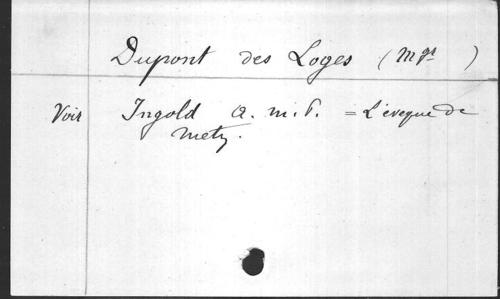 Dupont des Loges (Mgr )
Voir Ingold A. M. P. = L'évêque de
Metz.